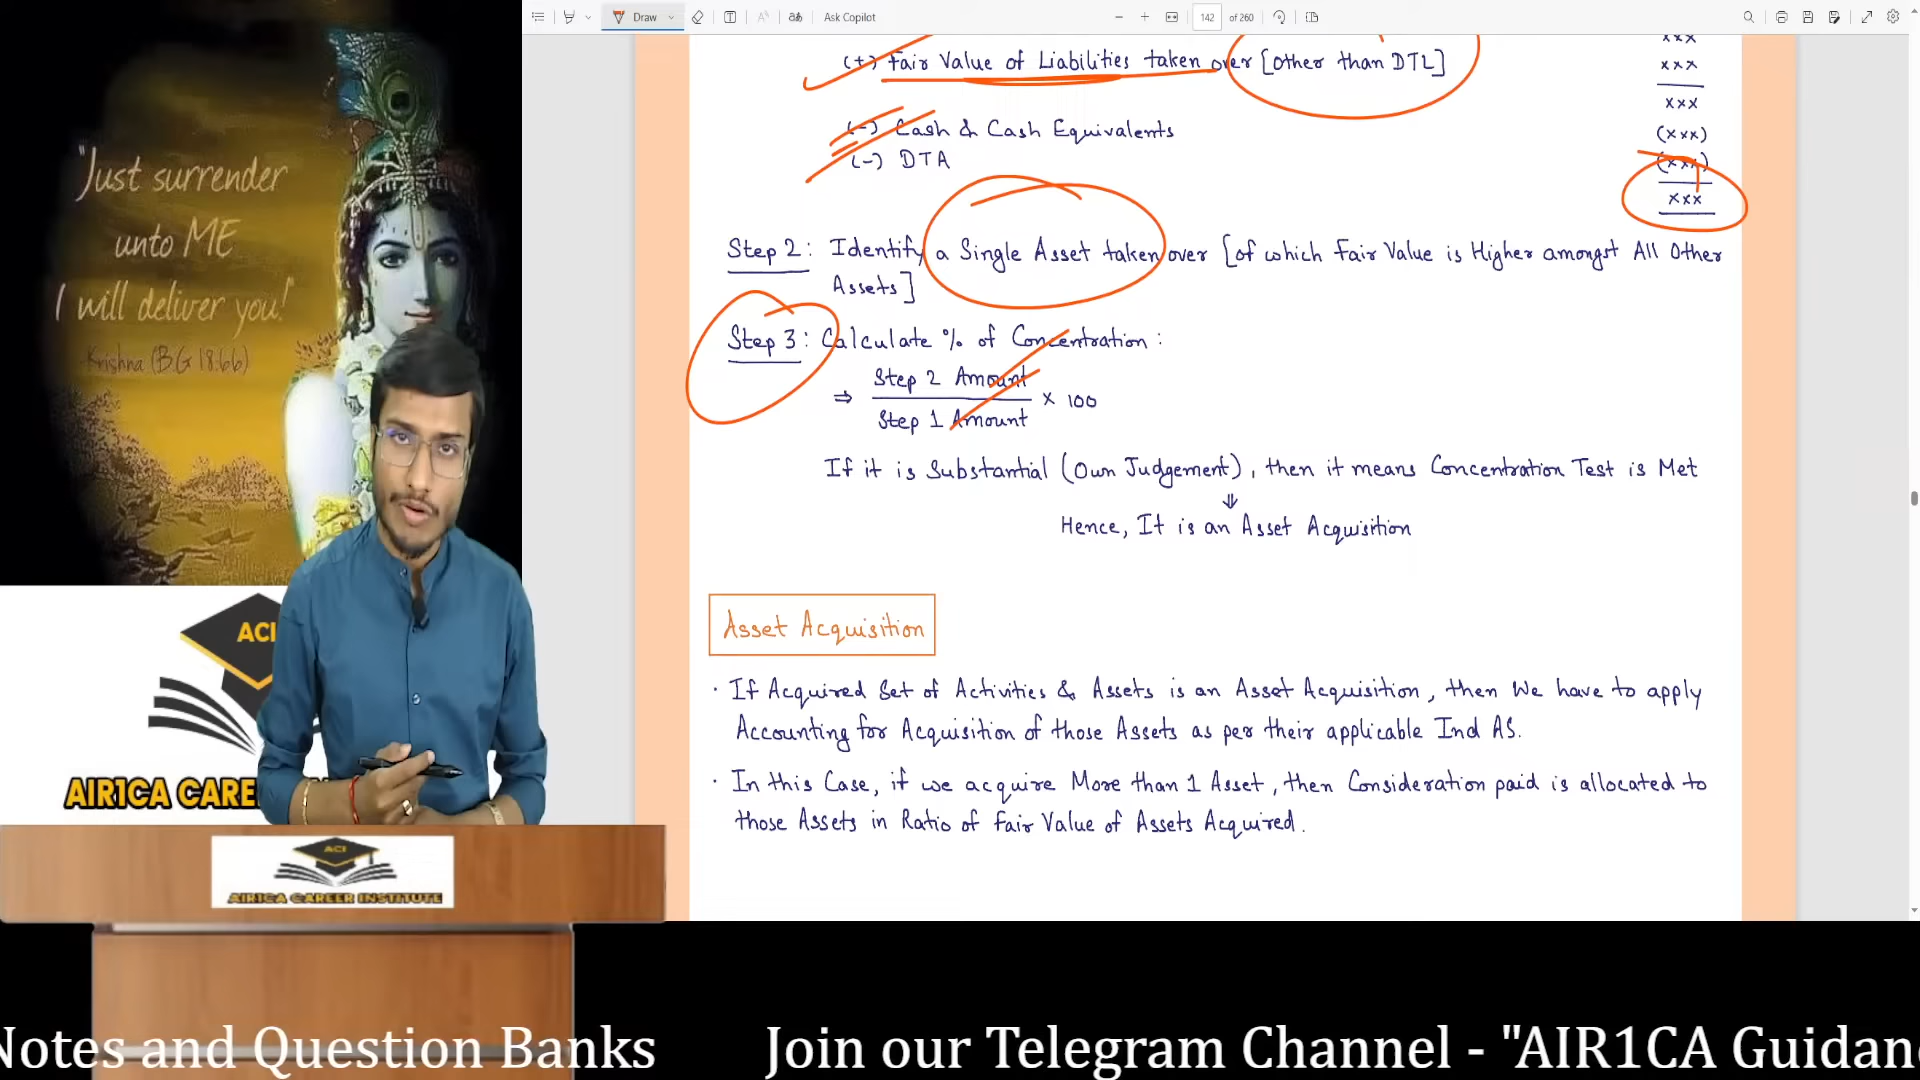 Draw
Ask Copilot
142 of 260
(+) Fair Value of Liabilities taken over [other than DTL]
xxx
xxx
xxx
(-) Cash & Cash Equivalents (xxx)
(-) DTA (xxx)
xxx
Step 2: Identify a Single Asset taken over [of which Fair Value is Higher amongst All Other
Assets]
Step 3: Calculate % of Concentration:
⇒ Step 2 Amount
Step 1 Amount × 100
If it is Substantial (Own Judgement), then it means Concentration Test is Met
⇓
Hence, It is an Asset Acquisition
Asset Acquisition
· If Acquired Set of Activities & Assets is an Asset Acquisition, then We have to apply
Accounting for Acquisition of those Assets as per their applicable Ind AS.
· In this Case, if we acquire More than 1 Asset, then Consideration paid is allocated to
those Assets in Ratio of Fair Value of Assets Acquired.
"Just surrender
unto ME
I will deliver you!"
Krishna (B.G 18:66)
ACI
AIR1CA CARE
ACI
AIR1CA CAREER INSTITUTE
Notes and Question Banks Join our Telegram Channel - "AIR1CA Guidan